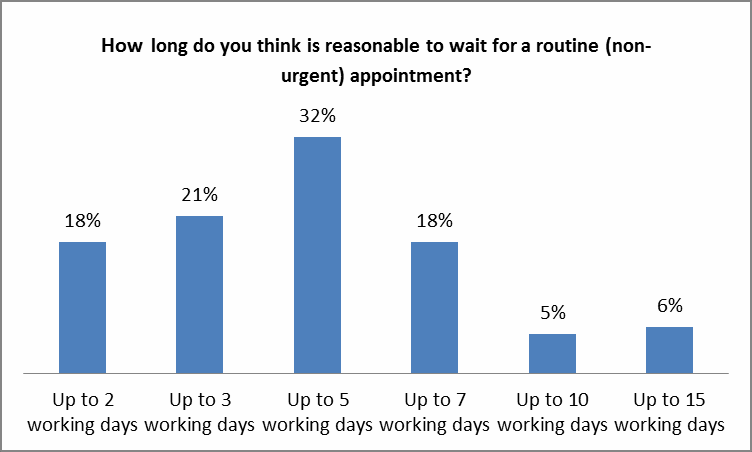 How long do you think is reasonable to wait for a routine (non-
urgent) appointment?
32%
21%
18%
18%
6%
5%
Up to 2 Up to 3 Up to 5 Up to 7 Up to 10 Up to 15
working days working days working days working days working days working days